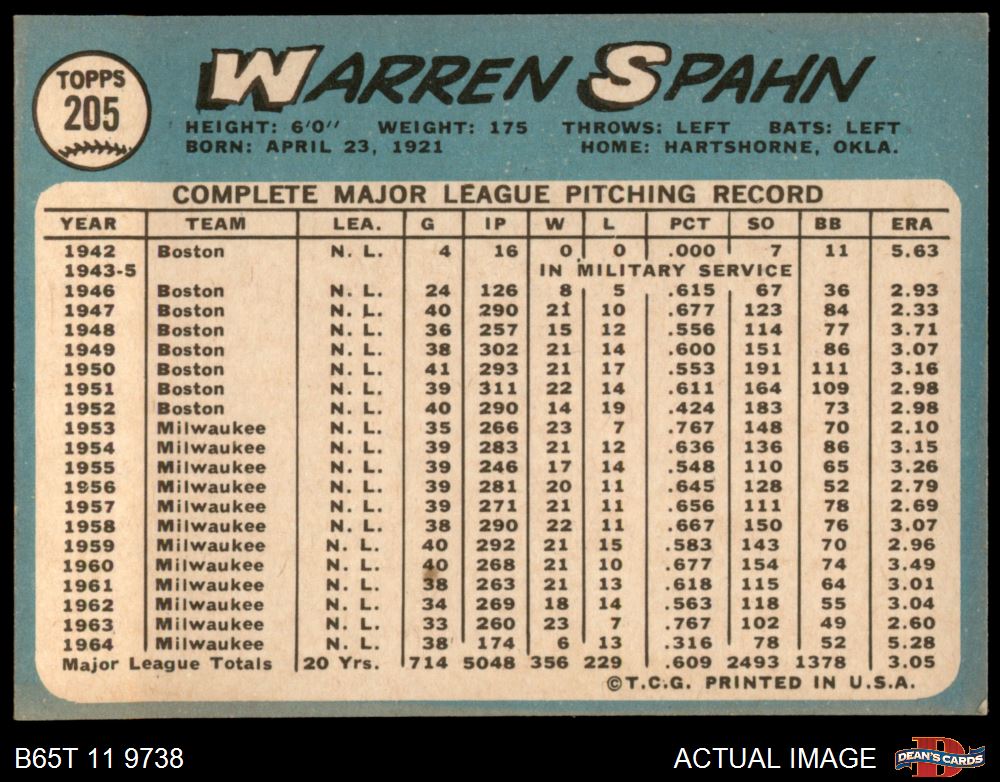 TOPPS
205
WARREN SPAHN
HEIGHT: 6'0" WEIGHT: 175 THROWS: LEFT BATS: LEFT
BORN: APRIL 23, 1921 HOME: HARTSHORNE, OKLA.
COMPLETE MAJOR LEAGUE PITCHING RECORD
YEAR TEAM LEA. G IP W L PCT SO BB ERA
1942 Boston N. L. 4 16 0 0 .000 7 11 5.63
1943-5 IN MILITARY SERVICE
1946 Boston N. L. 24 126 8 5 .615 67 36 2.93
1947 Boston N. L. 40 290 21 10 .677 123 84 2.33
1948 Boston N. L. 36 257 15 12 .556 114 77 3.71
1949 Boston N. L. 38 302 21 14 .600 151 86 3.07
1950 Boston N. L. 41 293 21 17 .553 191 111 3.16
1951 Boston N. L. 39 311 22 14 .611 164 109 2.98
1952 Boston N. L. 40 290 14 19 .424 183 73 2.98
1953 Milwaukee N. L. 35 266 23 7 .767 148 70 2.10
1954 Milwaukee N. L. 39 283 21 12 .636 136 86 3.15
1955 Milwaukee N. L. 39 246 17 14 .548 110 65 3.26
1956 Milwaukee N. L. 39 281 20 11 .645 128 52 2.79
1957 Milwaukee N. L. 39 271 21 11 .656 111 78 2.69
1958 Milwaukee N. L. 38 290 22 11 .667 150 76 3.07
1959 Milwaukee N. L. 40 292 21 15 .583 143 70 2.96
1960 Milwaukee N. L. 40 268 21 10 .677 154 74 3.49
1961 Milwaukee N. L. 38 263 21 13 .618 115 64 3.01
1962 Milwaukee N. L. 34 269 18 14 .563 118 55 3.04
1963 Milwaukee N. L. 33 260 23 7 .767 102 49 2.60
1964 Milwaukee N. L. 38 174 6 13 .316 78 52 5.28
Major League Totals 20 Yrs. 714 5048 356 229 .609 2493 1378 3.05
©T.C.G. PRINTED IN U.S.A.
B65T 11 9738 ACTUAL IMAGE D DEAN'S CARDS